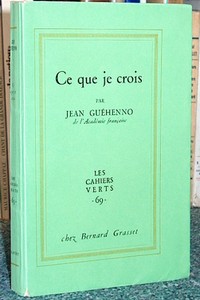 Ce que je crois
PAR
JEAN GUÉHENNO
de l'Académie française
LES
CAHIERS
VERTS
-69-
chez Bernard Grasset